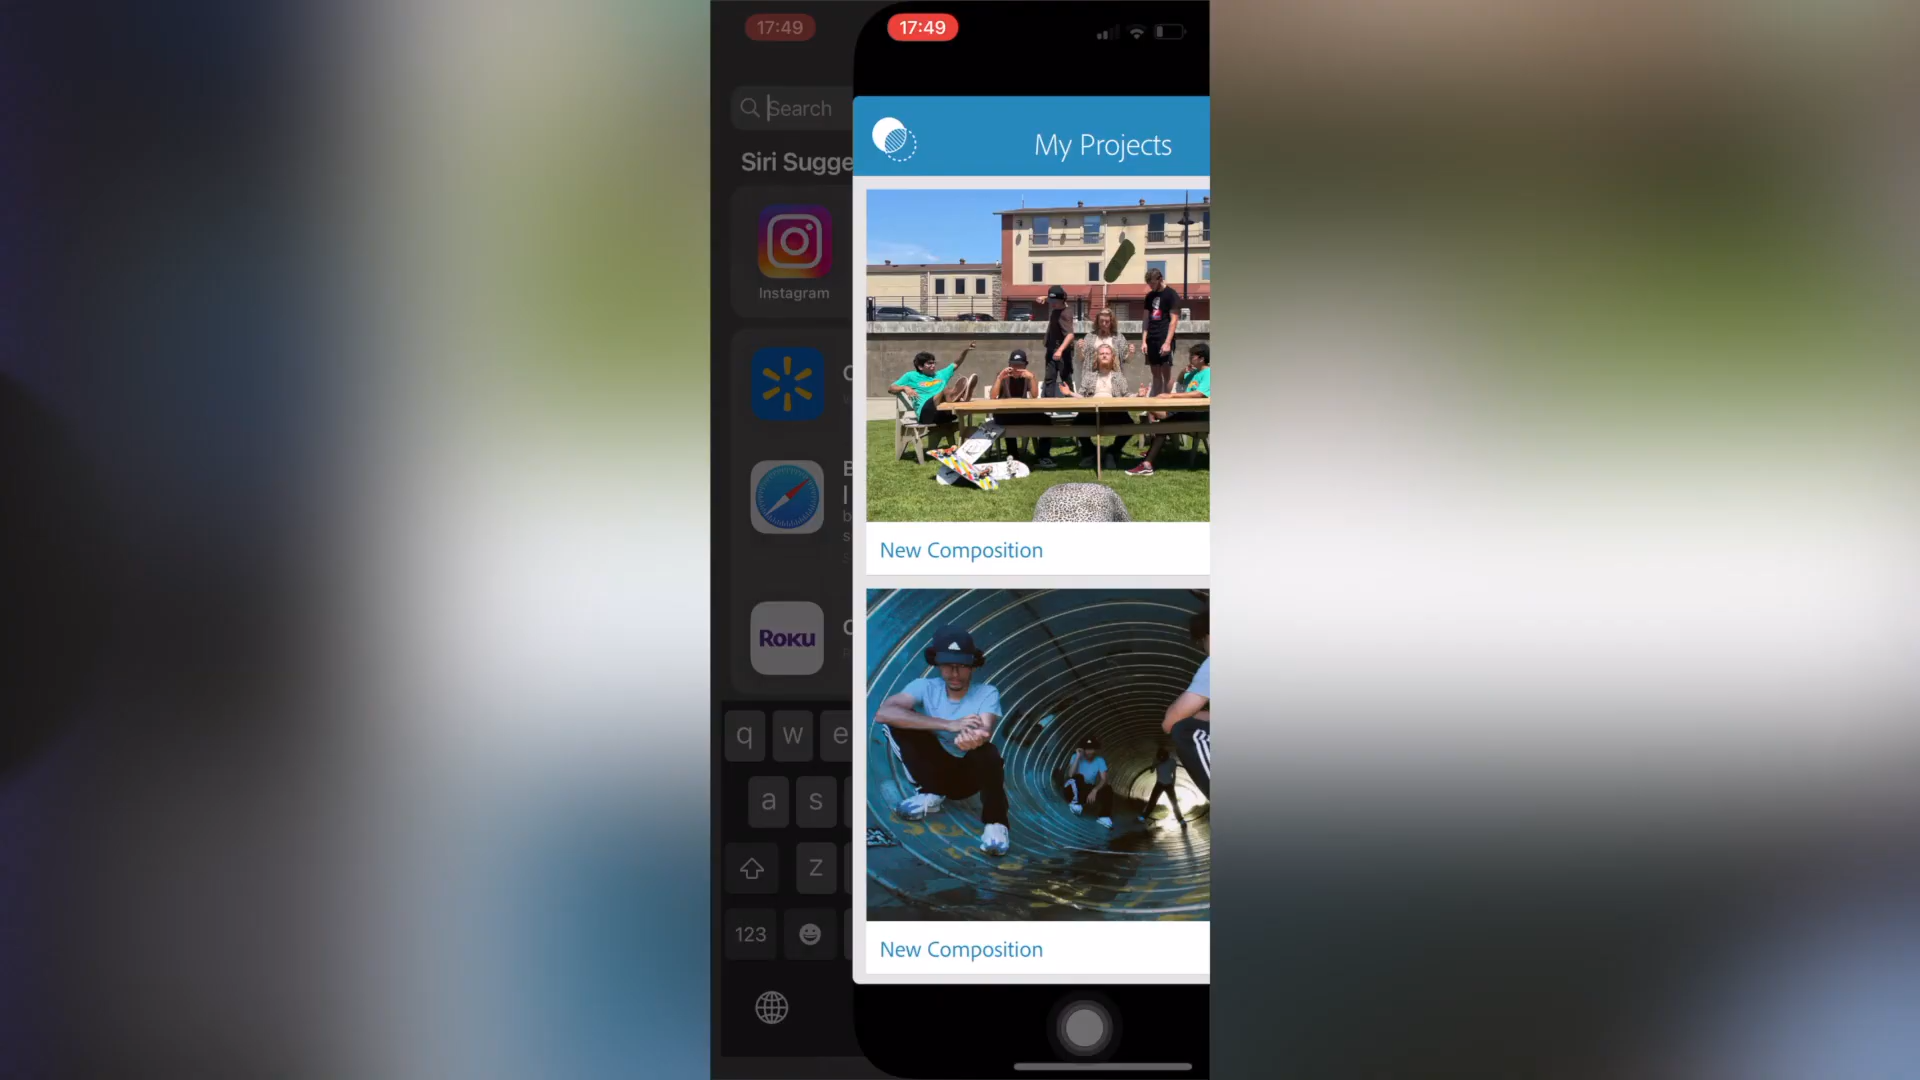 17:49
17:49
Search
My Projects
Siri Sugge
Instagram
New Composition
Roku
q w e
a s
z
123
New Composition